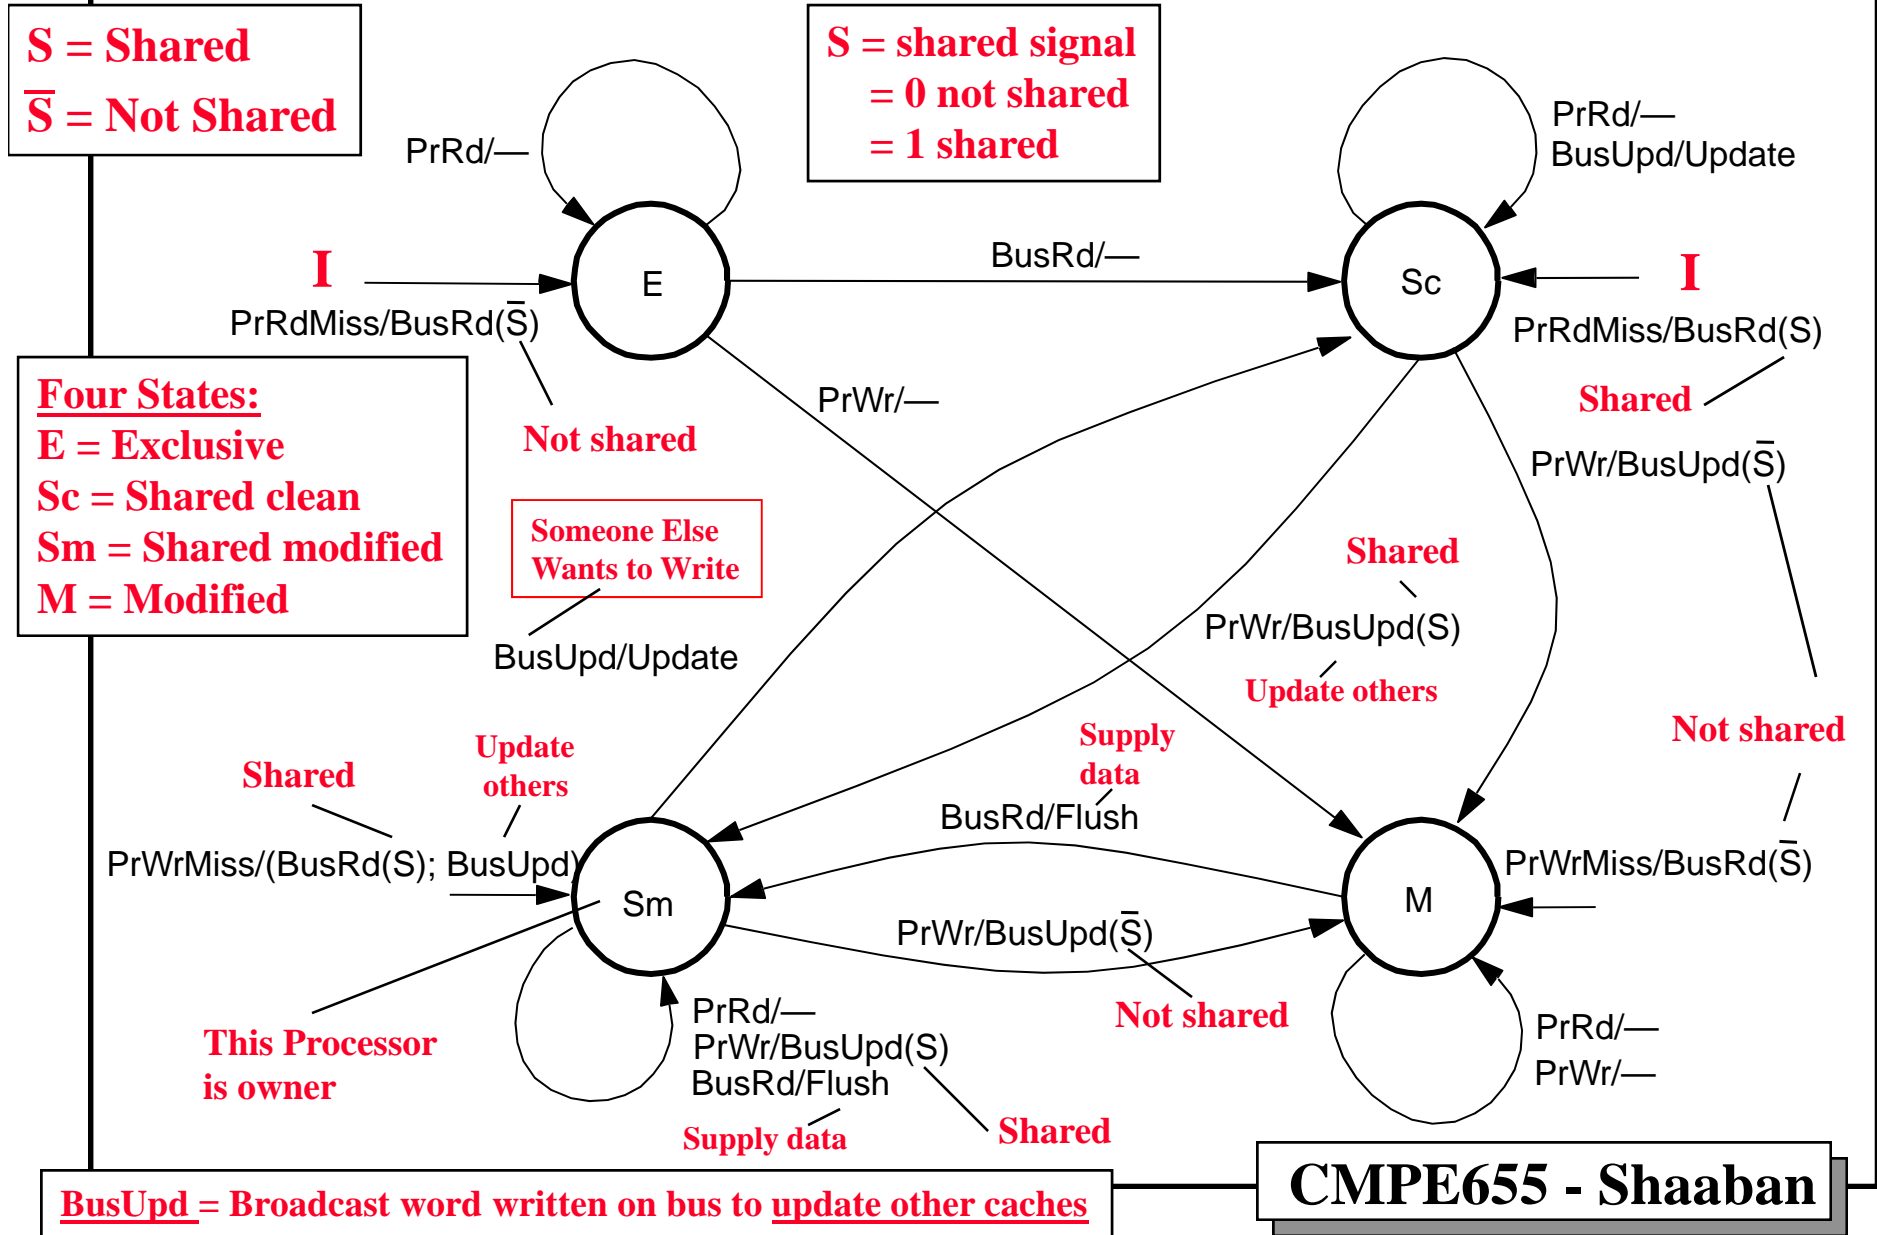 S = Shared
S̅ = Not Shared
S = shared signal
= 0 not shared
= 1 shared
PrRd/—
PrRd/—
BusUpd/Update
E
BusRd/—
Sc
I
PrRdMiss/BusRd(S̅)
I
PrRdMiss/BusRd(S)
Not shared
Shared
Four States:
E = Exclusive
Sc = Shared clean
Sm = Shared modified
M = Modified
PrWr/—
PrWr/BusUpd(S̅)
Someone Else
Wants to Write
BusUpd/Update
Shared
PrWr/BusUpd(S)
Update others
Not shared
Shared
Update
others
PrWrMiss/(BusRd(S); BusUpd)
Supply
data
BusRd/Flush
PrWrMiss/BusRd(S̅)
Sm
M
PrWr/BusUpd(S̅)
Not shared
This Processor
is owner
PrRd/—
PrWr/BusUpd(S)
BusRd/Flush
Supply data
Shared
PrRd/—
PrWr/—
BusUpd = Broadcast word written on bus to update other caches
CMPE655 - Shaaban